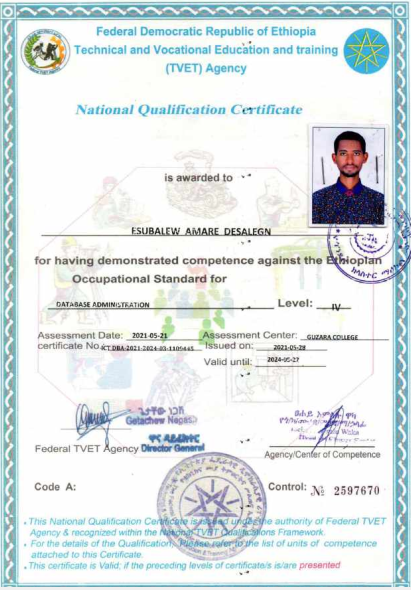 Federal Democratic Republic of Ethiopia
Technical and Vocational Education and training
(TVET) Agency
National Qualification Certificate
is awarded to
ESUBALEW AMARE DESALEGN
for having demonstrated competence against the Ethiopian
Occupational Standard for
DATABASE ADMINISTRATION Level: IV
Assessment Date: 2021-05-21 Assessment Center: GUZARA COLLEGE
certificate No. ICT DBA-2021-2024-03-1109445 Issued on: 2021-05-28
Valid until: 2024-05-27
ጌታቸው ነጋሽ
Getachew Negash
ዋና ዳይሬክተር
Federal TVET Agency Director General
Agency/Center of Competence
Code A: Control: № 2597670
This National Qualification Certificate is issued under the authority of Federal TVET
Agency & recognized within the National TVET Qualifications Framework.
For the details of the Qualification, Please refer to the list of units of competence
attached to this Certificate.
This certificate is Valid; if the preceding levels of certificate/s is/are presented